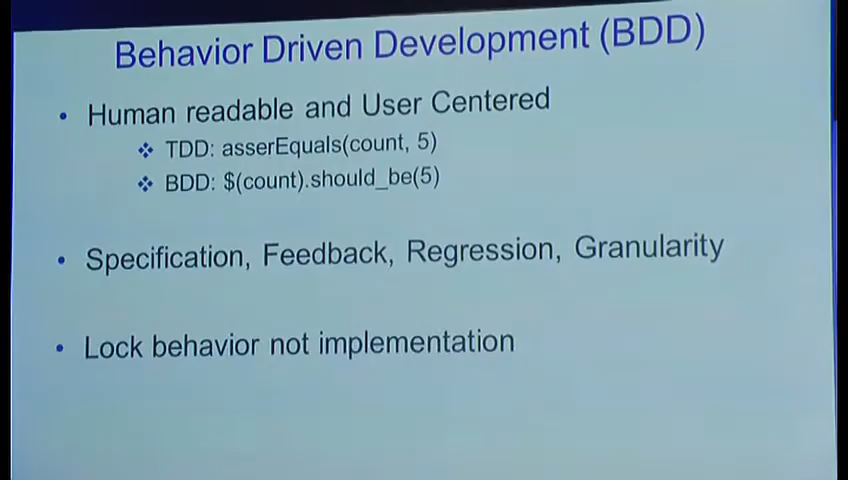 Behavior Driven Development (BDD)
• Human readable and User Centered
❖ TDD: asserEquals(count, 5)
❖ BDD: $(count).should_be(5)
• Specification, Feedback, Regression, Granularity
• Lock behavior not implementation